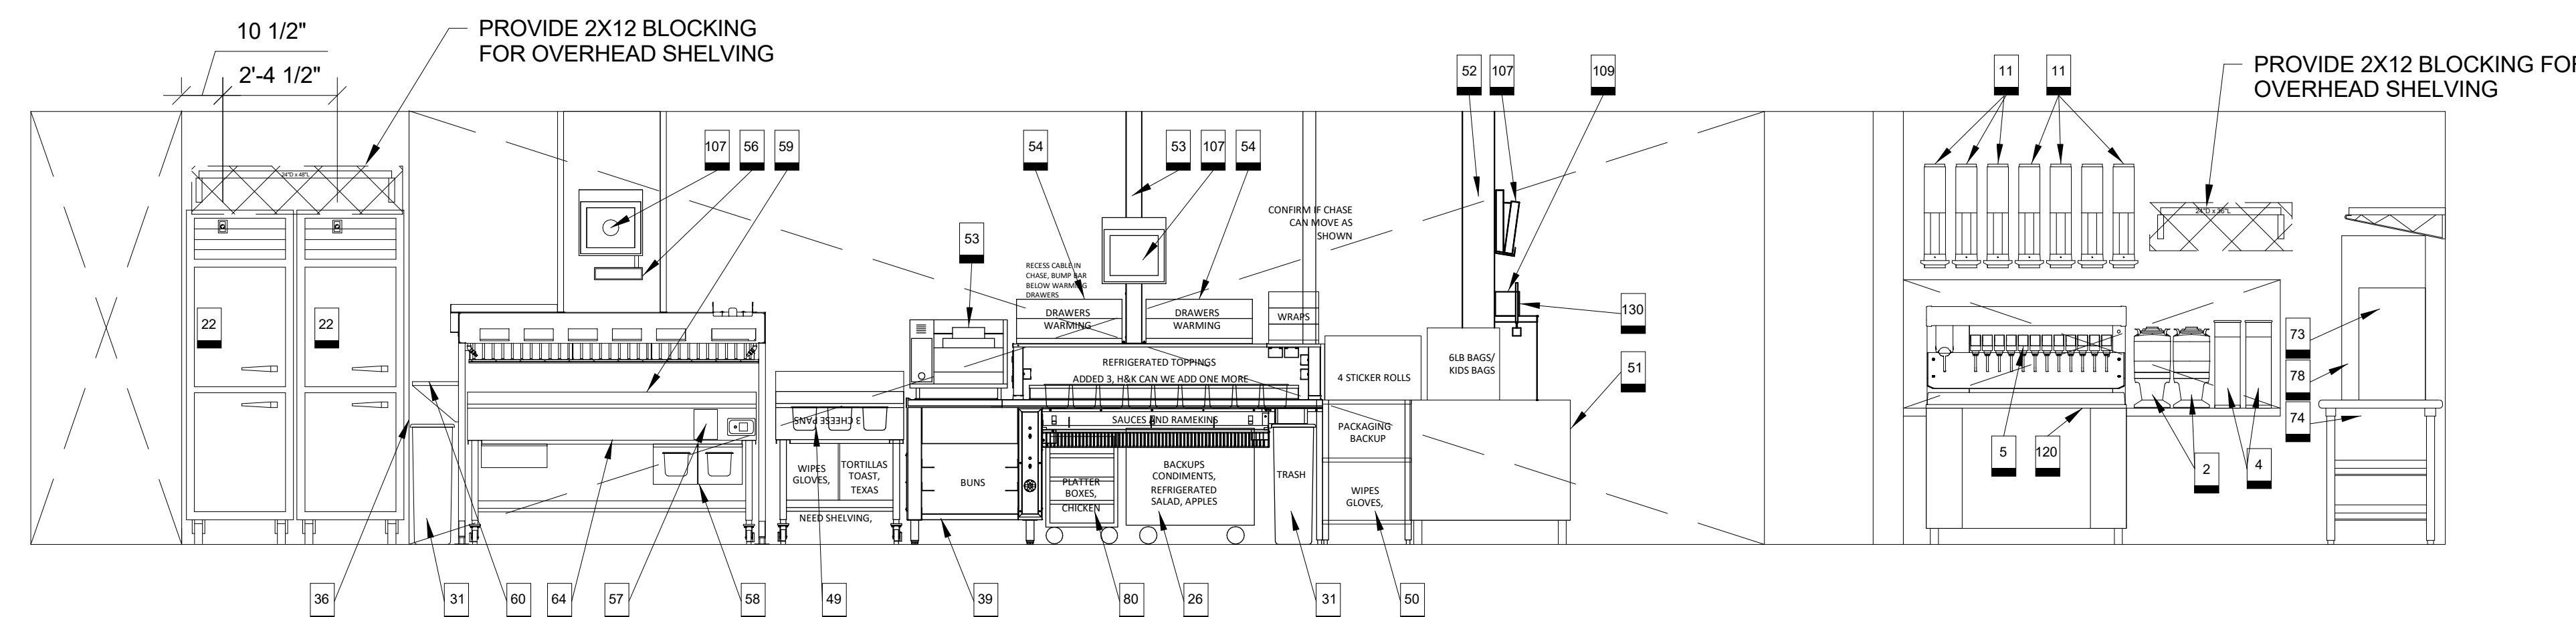 10 1/2"
2'-4 1/2"
PROVIDE 2X12 BLOCKING
FOR OVERHEAD SHELVING
52
107
109
11
11
PROVIDE 2X12 BLOCKING FOR
OVERHEAD SHELVING
107
56
59
54
53
107
54
24"D x 48"L
24"D x 36"L
CONFIRM IF CHASE
CAN MOVE AS
SHOWN
53
RECESS CABLE IN
CHASE, BUMP BAR
BELOW WARMING
DRAWERS
22
22
DRAWERS
WARMING
DRAWERS
WARMING
WRAPS
130
REFRIGERATED TOPPINGS
ADDED 3, H&K CAN WE ADD ONE MORE
4 STICKER ROLLS
6LB BAGS/
KIDS BAGS
51
73
78
74
3 CHEESE PANS
SAUCES AND RAMEKINS
PACKAGING
BACKUP
5
120
2
4
WIPES
GLOVES,
TORTILLAS
TOAST,
TEXAS
NEED SHELVING,
BUNS
PLATTER
BOXES,
CHICKEN
BACKUPS
CONDIMENTS,
REFRIGERATED
SALAD, APPLES
TRASH
WIPES
GLOVES,
36
31
60
64
57
58
49
39
80
26
31
50